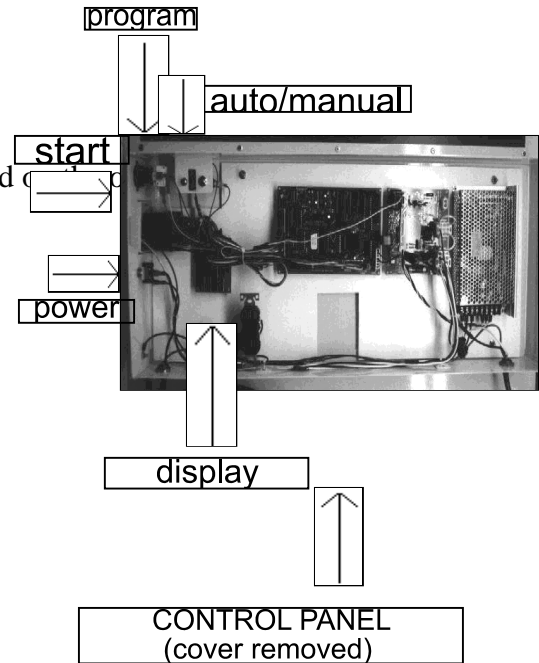 program
auto/manual
start
power
display
CONTROL PANEL
(cover removed)